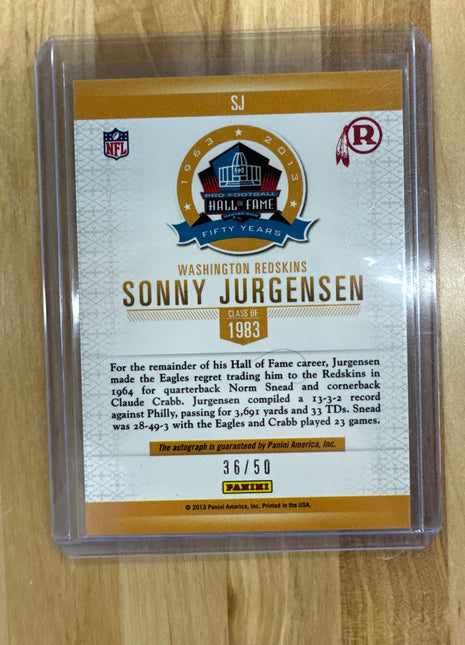 SJ
NFL
R
1963 ★ 2013
PRO FOOTBALL
HALL OF FAME
FIFTY YEARS
WASHINGTON REDSKINS
SONNY JURGENSEN
CLASS OF
1983
For the remainder of his Hall of Fame career, Jurgensen
made the Eagles regret trading him to the Redskins in
1964 for quarterback Norm Snead and cornerback
Claude Crabb. Jurgensen compiled a 13-3-2 record
against Philly, passing for 3,691 yards and 33 TDs. Snead
was 28-49-3 with the Eagles and Crabb played 23 games.
The autograph is guaranteed by Panini America, Inc.
36/50
PANINI
© 2013 Panini America, Inc. Printed in the USA.